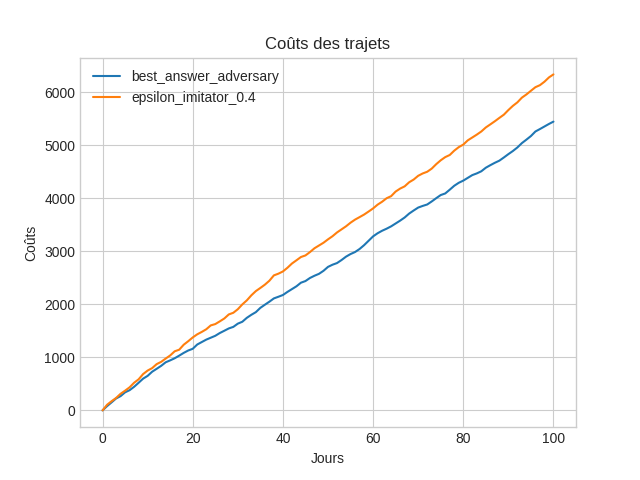 Coûts des trajets
best_answer_adversary
epsilon_imitator_0.4
Coûts
6000
5000
4000
3000
2000
1000
0
0 20 40 60 80 100
Jours